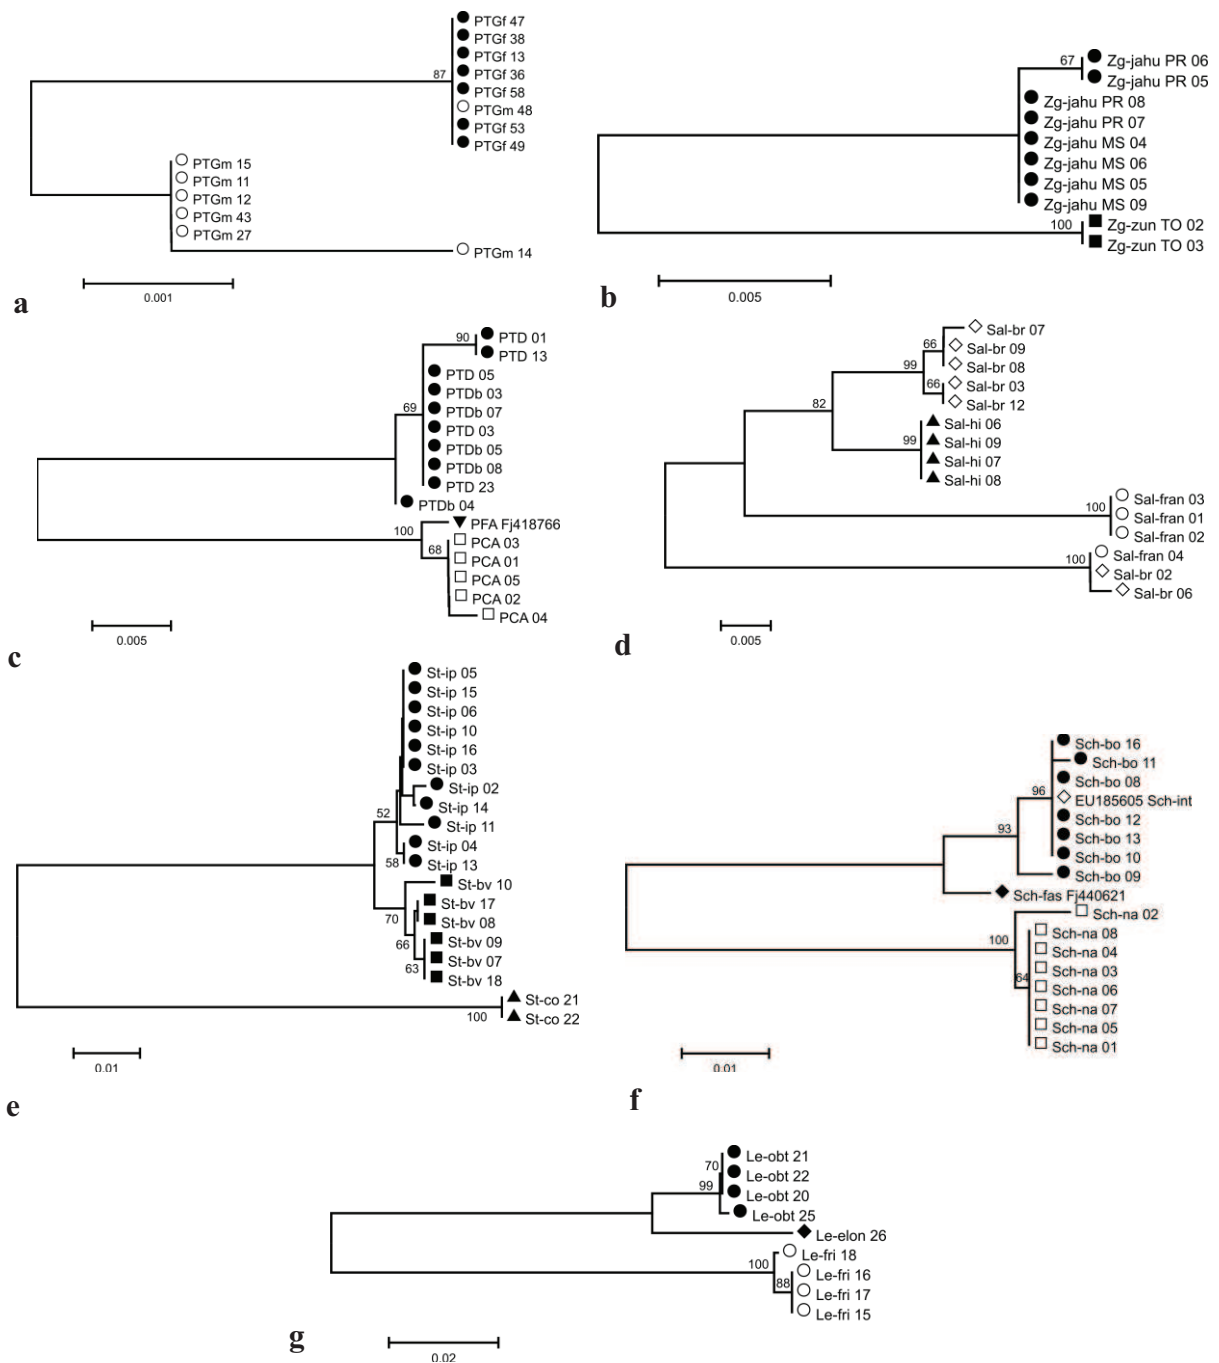 87
PTGf 47
PTGf 38
PTGf 13
PTGf 36
PTGf 58
PTGm 48
PTGf 53
PTGf 49
PTGm 15
PTGm 11
PTGm 12
PTGm 43
PTGm 27
PTGm 14
0.001
a
67
Zg-jahu PR 06
Zg-jahu PR 05
Zg-jahu PR 08
Zg-jahu PR 07
Zg-jahu MS 04
Zg-jahu MS 06
Zg-jahu MS 05
Zg-jahu MS 09
100
Zg-zun TO 02
Zg-zun TO 03
0.005
b
90
PTD 01
PTD 13
69
PTD 05
PTDb 03
PTDb 07
PTD 03
PTDb 05
PTDb 08
PTD 23
PTDb 04
100
PFA Fj418766
68
PCA 03
PCA 01
PCA 05
PCA 02
PCA 04
0.005
c
Sal-br 07
66
Sal-br 09
Sal-br 08
99
66
Sal-br 03
Sal-br 12
82
Sal-hi 06
99
Sal-hi 09
Sal-hi 07
Sal-hi 08
100
Sal-fran 03
Sal-fran 01
Sal-fran 02
100
Sal-fran 04
Sal-br 02
Sal-br 06
0.005
d
St-ip 05
St-ip 15
St-ip 06
St-ip 10
St-ip 16
St-ip 03
St-ip 02
St-ip 14
52
St-ip 11
St-ip 04
58
St-ip 13
St-bv 10
70
St-bv 17
St-bv 08
66
St-bv 09
63
St-bv 07
St-bv 18
St-co 21
100
St-co 22
0.01
e
Sch-bo 16
Sch-bo 11
Sch-bo 08
96
EU185605 Sch-int
Sch-bo 12
93
Sch-bo 13
Sch-bo 10
Sch-bo 09
Sch-fas Fj440621
Sch-na 02
100
Sch-na 08
Sch-na 04
64
Sch-na 03
Sch-na 06
Sch-na 07
Sch-na 05
Sch-na 01
0.01
f
70
Le-obt 21
Le-obt 22
99
Le-obt 20
Le-obt 25
Le-elon 26
100
Le-fri 18
88
Le-fri 16
Le-fri 17
Le-fri 15
0.02
g